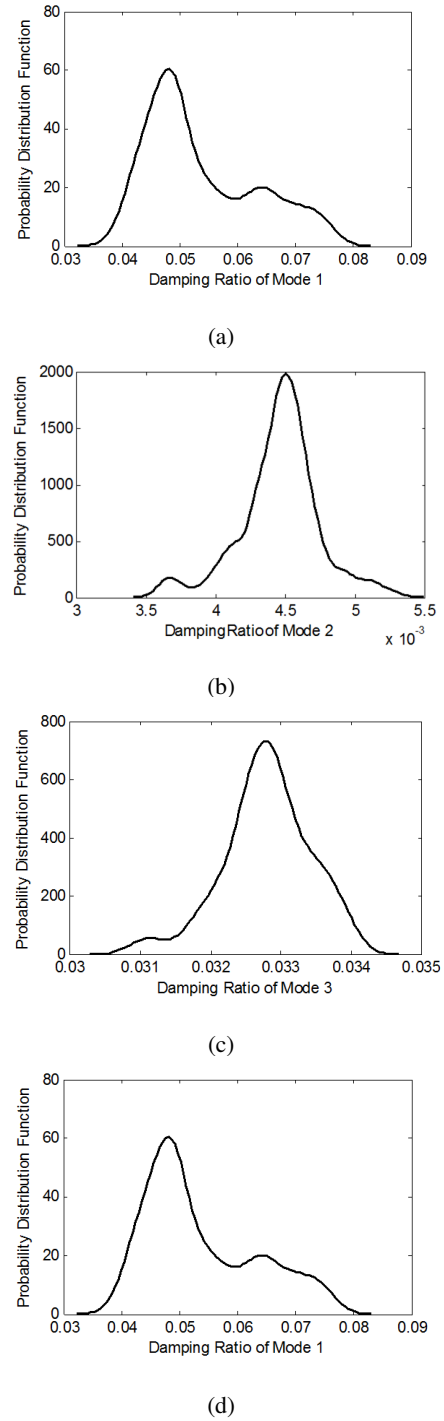 80
60
40
20
0
Probability Distribution Function
0.03 0.04 0.05 0.06 0.07 0.08 0.09
Damping Ratio of Mode 1
(a)
2000
1500
1000
500
0
Probability Distribution Function
3 3.5 4 4.5 5 5.5
Damping Ratio of Mode 2
x 10⁻³
(b)
800
600
400
200
0
Probability Distribution Function
0.03 0.031 0.032 0.033 0.034 0.035
Damping Ratio of Mode 3
(c)
80
60
40
20
0
Probability Distribution Function
0.03 0.04 0.05 0.06 0.07 0.08 0.09
Damping Ratio of Mode 1
(d)